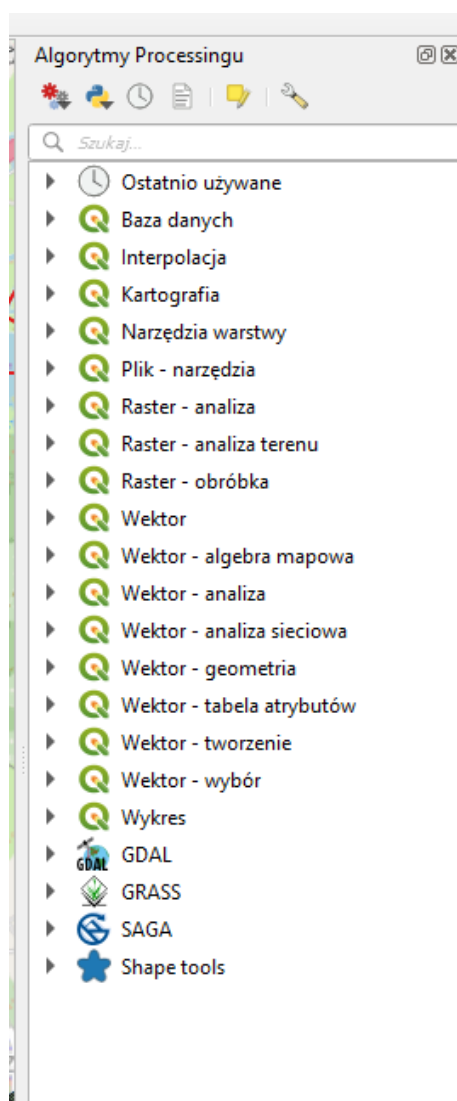 Algorytmy Processingu
Szukaj...
Ostatnio używane
Baza danych
Interpolacja
Kartografia
Narzędzia warstwy
Plik - narzędzia
Raster - analiza
Raster - analiza terenu
Raster - obróbka
Wektor
Wektor - algebra mapowa
Wektor - analiza
Wektor - analiza sieciowa
Wektor - geometria
Wektor - tabela atrybutów
Wektor - tworzenie
Wektor - wybór
Wykres
GDAL GDAL
GRASS
SAGA
Shape tools